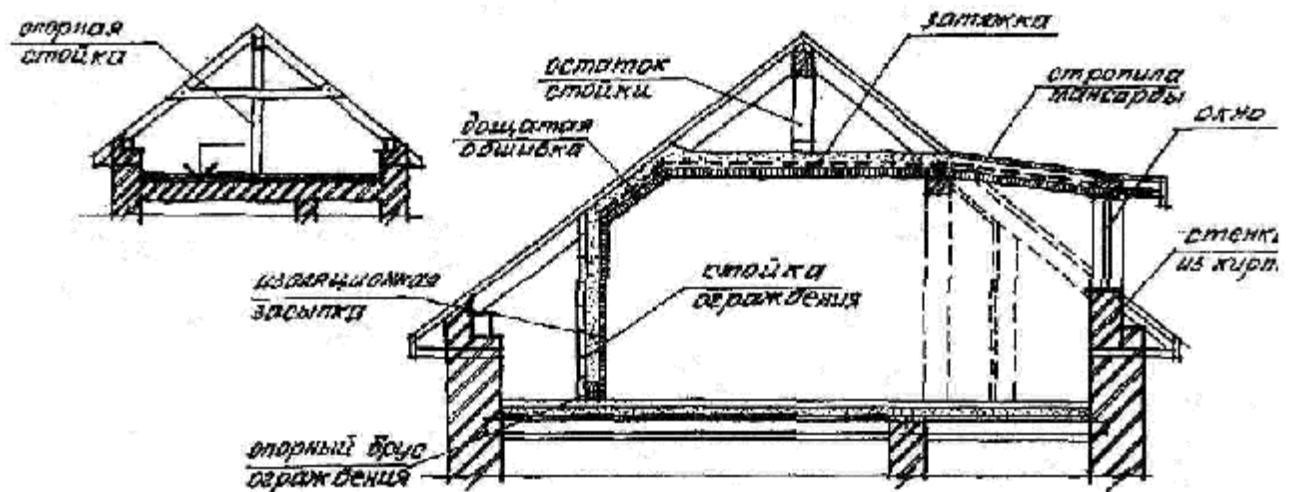 опорная
стойка
остаток
стойки
затяжка
стропила
мансарды
окно
дощатая
обшивка
стенк
из кирп
изоляционная
засыпка
стойка
ограждения
опорный брус
ограждения